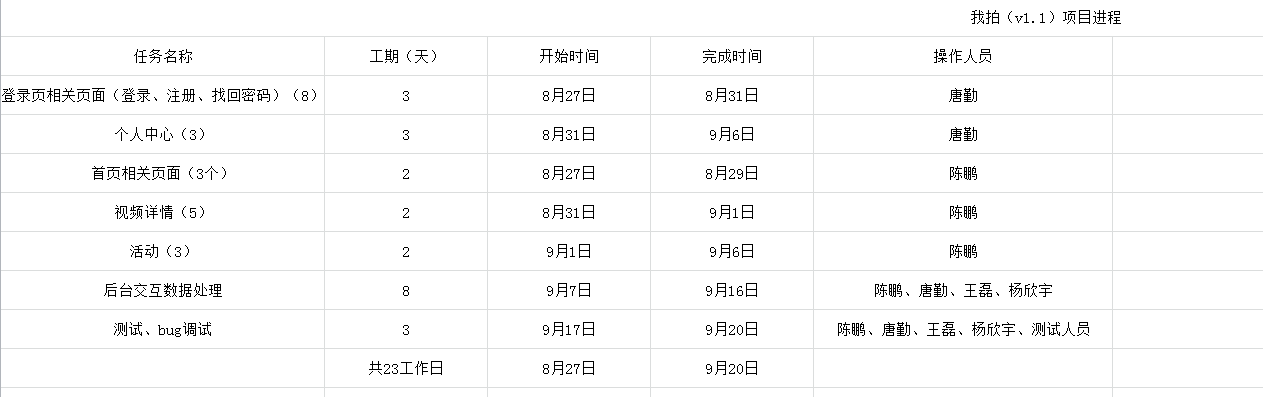 我拍（v1.1）项目进程
任务名称 工期（天） 开始时间 完成时间 操作人员
登录页相关页面（登录、注册、找回密码）（8） 3 8月27日 8月31日 唐勤
个人中心（3） 3 8月31日 9月6日 唐勤
首页相关页面（3个） 2 8月27日 8月29日 陈鹏
视频详情（5） 2 8月31日 9月1日 陈鹏
活动（3） 2 9月1日 9月6日 陈鹏
后台交互数据处理 8 9月7日 9月16日 陈鹏、唐勤、王磊、杨欣宇
测试、bug调试 3 9月17日 9月20日 陈鹏、唐勤、王磊、杨欣宇、测试人员
共23工作日 8月27日 9月20日